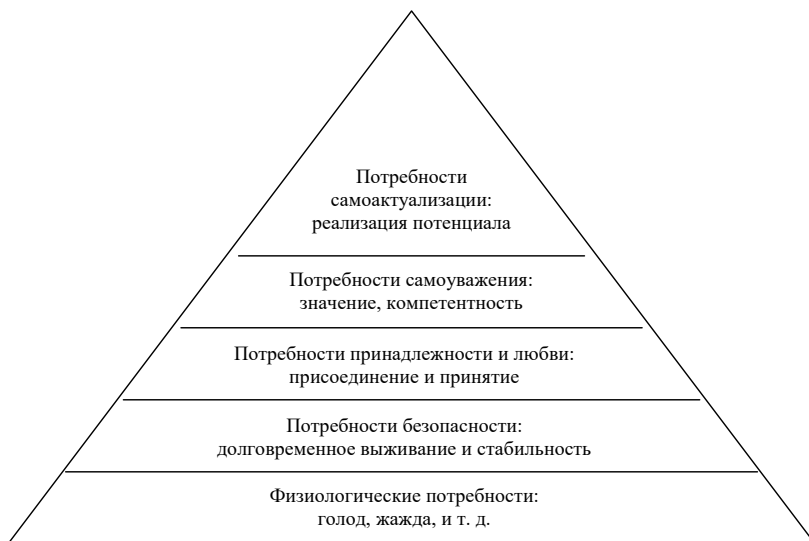 Потребности
самоактуализации:
реализация потенциала
Потребности самоуважения:
значение, компетентность
Потребности принадлежности и любви:
присоединение и принятие
Потребности безопасности:
долговременное выживание и стабильность
Физиологические потребности:
голод, жажда, и т. д.